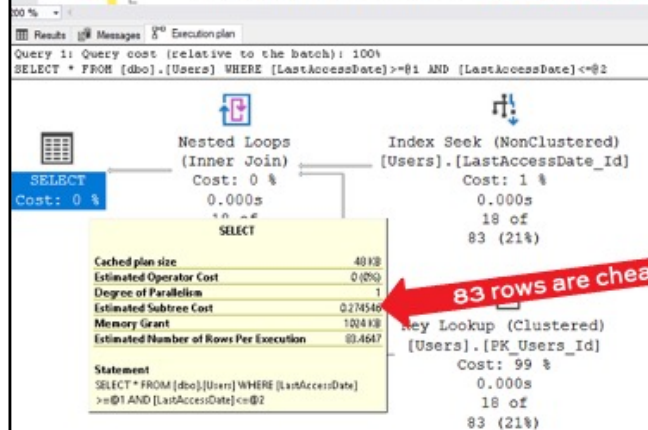 200 %
Results Messages Execution plan
Query 1: Query cost (relative to the batch): 100%
SELECT * FROM [dbo].[Users] WHERE [LastAccessDate]>=@1 AND [LastAccessDate]<=@2
SELECT
Cost: 0 %
Nested Loops
(Inner Join)
Cost: 0 %
0.000s
18 of
Index Seek (NonClustered)
[Users].[LastAccessDate_Id]
Cost: 1 %
0.000s
18 of
83 (21%)
SELECT
Cached plan size 48 KB
Estimated Operator Cost 0 (0%)
Degree of Parallelism 1
Estimated Subtree Cost 0.274546
Memory Grant 1024 KB
Estimated Number of Rows Per Execution 83.4647
Statement
SELECT * FROM [dbo].[Users] WHERE [LastAccessDate]
>=@1 AND [LastAccessDate]<=@2
83 rows are chea
Key Lookup (Clustered)
[Users].[PK_Users_Id]
Cost: 99 %
0.000s
18 of
83 (21%)